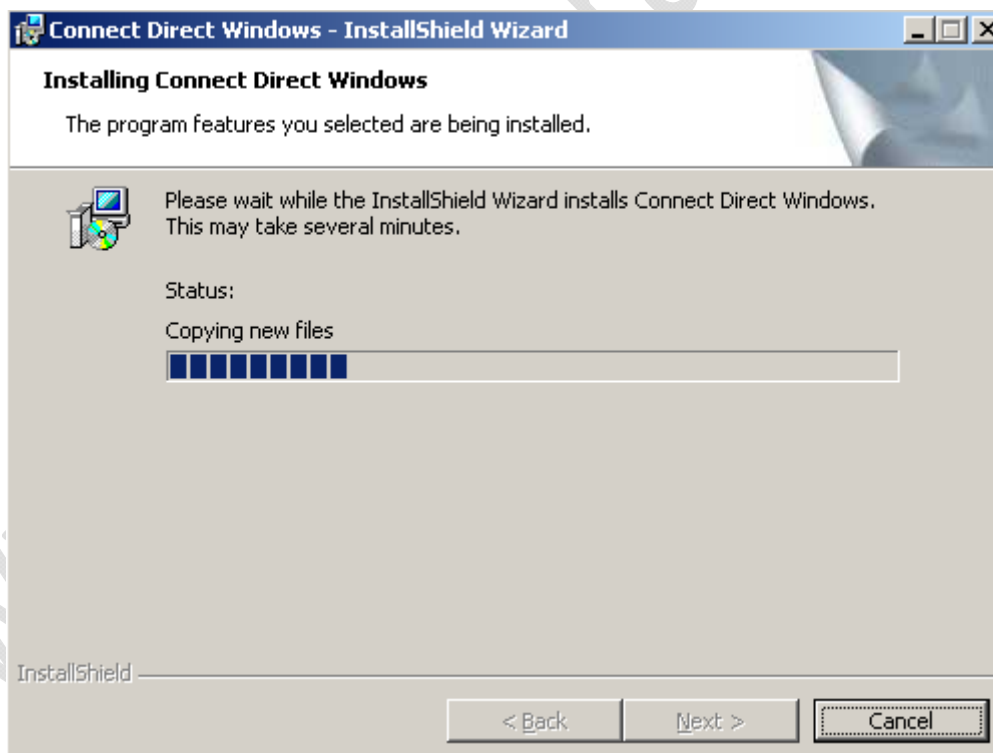 Connect Direct Windows - InstallShield Wizard
Installing Connect Direct Windows
The program features you selected are being installed.
Please wait while the InstallShield Wizard installs Connect Direct Windows.
This may take several minutes.
Status:
Copying new files
InstallShield
< Back Next > Cancel